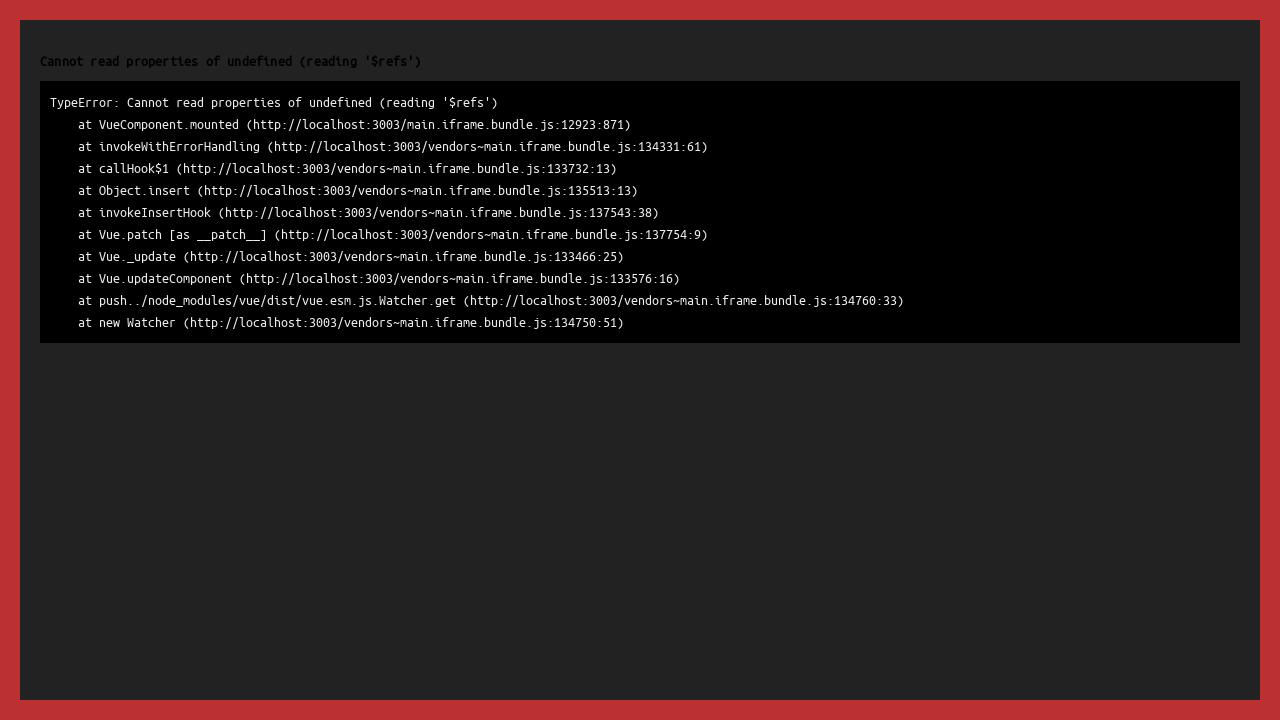 Cannot read properties of undefined (reading '$refs')
TypeError: Cannot read properties of undefined (reading '$refs')
    at VueComponent.mounted (http://localhost:3003/main.iframe.bundle.js:12923:871)
    at invokeWithErrorHandling (http://localhost:3003/vendors~main.iframe.bundle.js:134331:61)
    at callHook$1 (http://localhost:3003/vendors~main.iframe.bundle.js:133732:13)
    at Object.insert (http://localhost:3003/vendors~main.iframe.bundle.js:135513:13)
    at invokeInsertHook (http://localhost:3003/vendors~main.iframe.bundle.js:137543:38)
    at Vue.patch [as __patch__] (http://localhost:3003/vendors~main.iframe.bundle.js:137754:9)
    at Vue._update (http://localhost:3003/vendors~main.iframe.bundle.js:133466:25)
    at Vue.updateComponent (http://localhost:3003/vendors~main.iframe.bundle.js:133576:16)
    at push../node_modules/vue/dist/vue.esm.js.Watcher.get (http://localhost:3003/vendors~main.iframe.bundle.js:134760:33)
    at new Watcher (http://localhost:3003/vendors~main.iframe.bundle.js:134750:51)